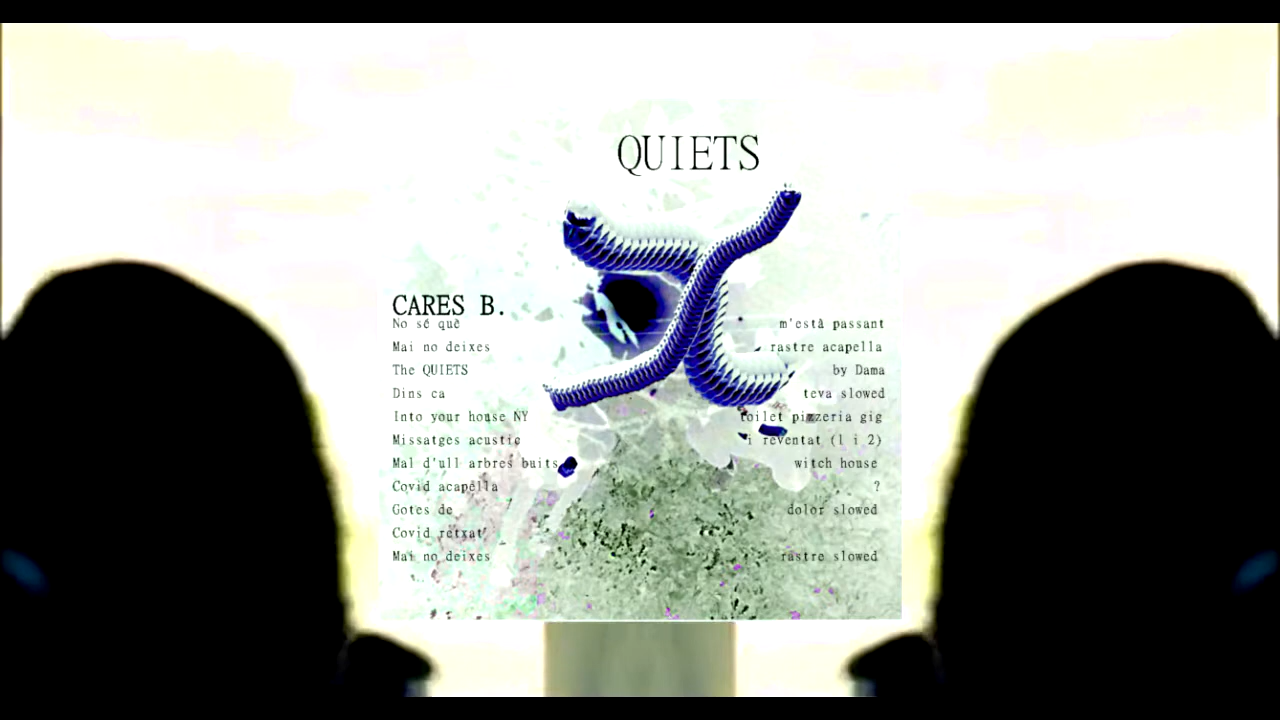 QUIETS
CARES B.
No sé què m'està passant
Mai no deixes rastre acapella
The QUIETS by Dama
Dins ca teva slowed
Into your house NY toilet pizzeria gig
Missatges acustic i reventat (1 i 2)
Mal d'ull arbres buits witch house
Covid acapella ?
Gotes de dolor slowed
Covid retxat
Mai no deixes rastre slowed